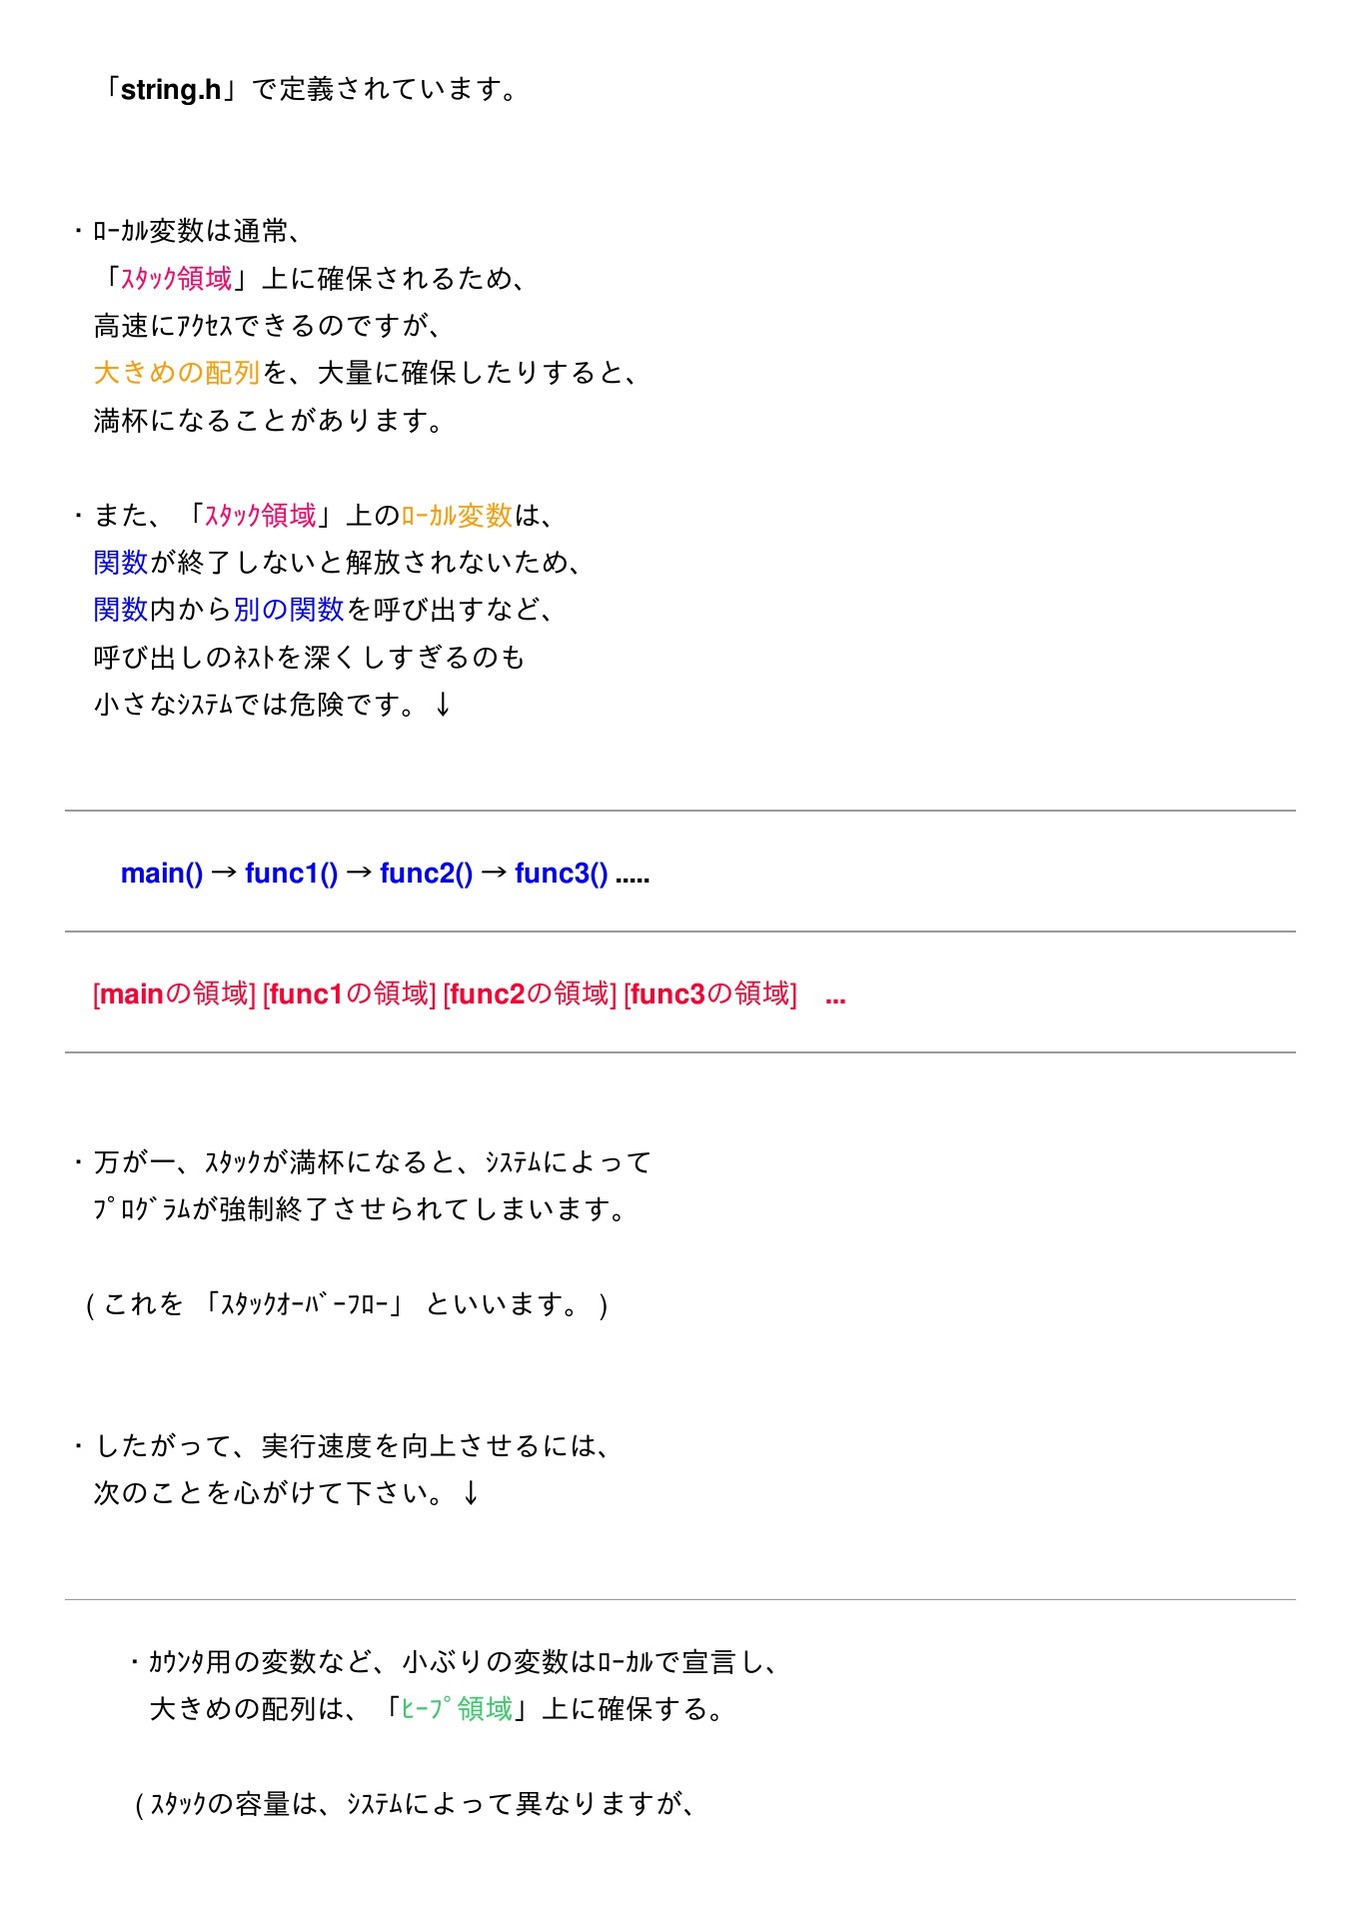 「string.h」で定義されています。
・ﾛｰｶﾙ変数は通常、
「ｽﾀｯｸ領域」上に確保されるため、
高速にｱｸｾｽできるのですが、
大きめの配列を、大量に確保したりすると、
満杯になることがあります。
・また、「ｽﾀｯｸ領域」上のﾛｰｶﾙ変数は、
関数が終了しないと解放されないため、
関数内から別の関数を呼び出すなど、
呼び出しのﾈｽﾄを深くしすぎるのも
小さなｼｽﾃﾑでは危険です。↓
main() → func1() → func2() → func3() .....
[mainの領域] [func1の領域] [func2の領域] [func3の領域]　...
・万が一、ｽﾀｯｸが満杯になると、ｼｽﾃﾑによって
ﾌﾟﾛｸﾞﾗﾑが強制終了させられてしまいます。
( これを 「ｽﾀｯｸｵｰﾊﾞｰﾌﾛｰ」 といいます。 )
・したがって、実行速度を向上させるには、
次のことを心がけて下さい。↓
・ｶｳﾝﾀ用の変数など、小ぶりの変数はﾛｰｶﾙで宣言し、
大きめの配列は、「ﾋｰﾌﾟ領域」上に確保する。
( ｽﾀｯｸの容量は、ｼｽﾃﾑによって異なりますが、